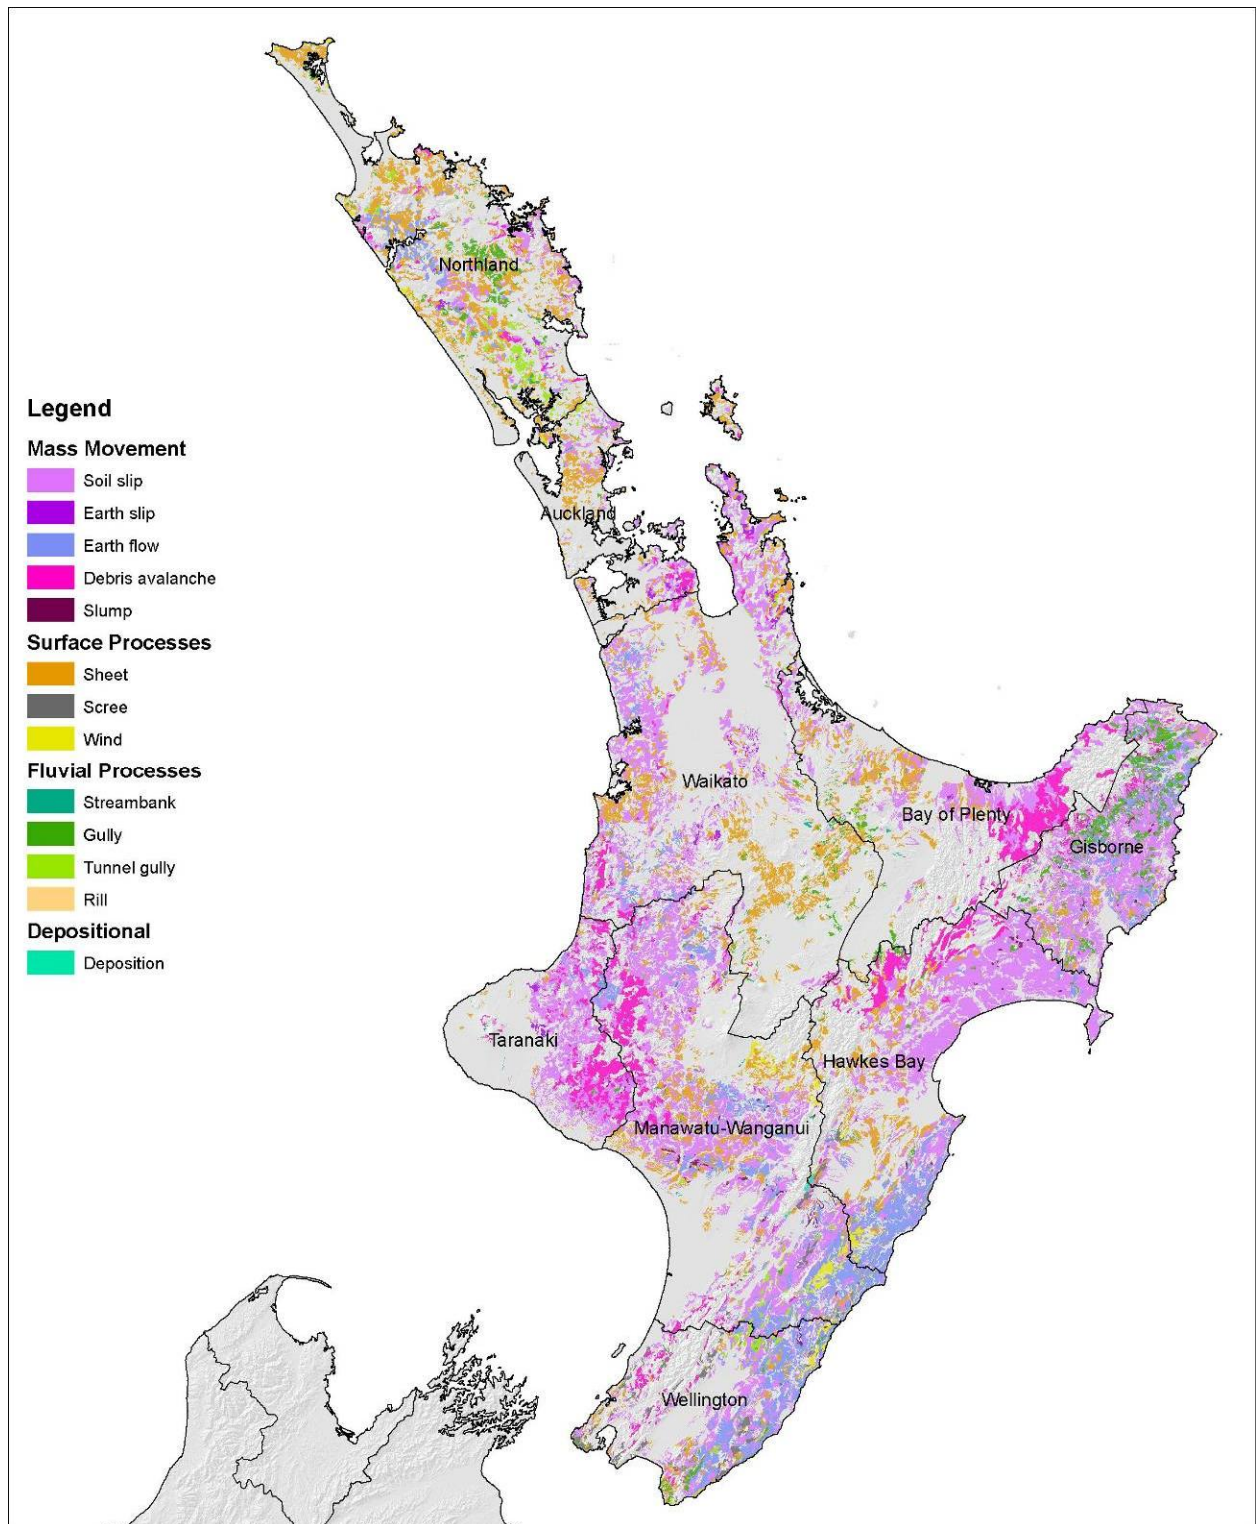 Northland
Legend
Mass Movement
Soil slip
Earth slip
Earth flow
Debris avalanche
Slump
Surface Processes
Sheet
Scree
Wind
Fluvial Processes
Streambank
Gully
Tunnel gully
Rill
Depositional
Deposition
Auckland
Waikato
Bay of Plenty
Gisborne
Taranaki
Hawkes Bay
Manawatu-Wanganui
Wellington